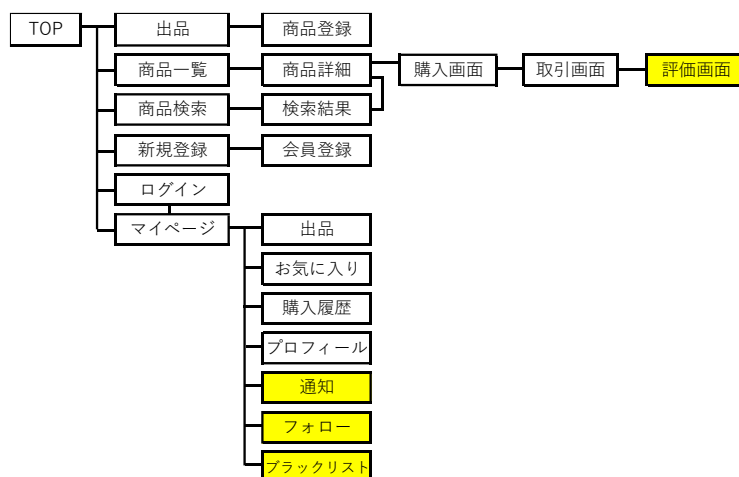 TOP
出品
商品登録
商品一覧
商品詳細
購入画面
取引画面
評価画面
商品検索
検索結果
新規登録
会員登録
ログイン
マイページ
出品
お気に入り
購入履歴
プロフィール
通知
フォロー
ブラックリスト